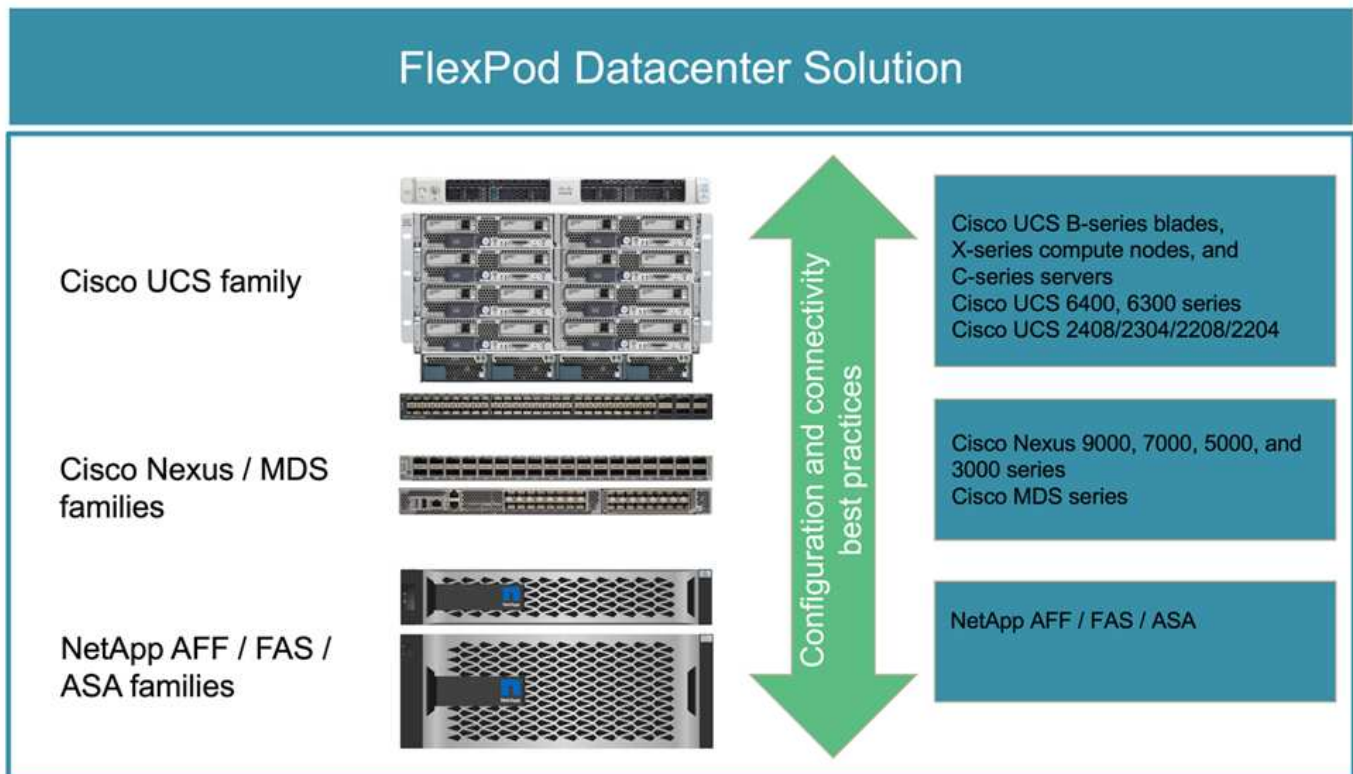 FlexPod Datacenter Solution
Cisco UCS family
Cisco UCS B-series blades,
X-series compute nodes, and
C-series servers
Cisco UCS 6400, 6300 series
Cisco UCS 2408/2304/2208/2204
Configuration and connectivity
best practices
Cisco Nexus / MDS
families
Cisco Nexus 9000, 7000, 5000, and
3000 series
Cisco MDS series
NetApp AFF / FAS /
ASA families
NetApp
NetApp
NetApp AFF / FAS / ASA